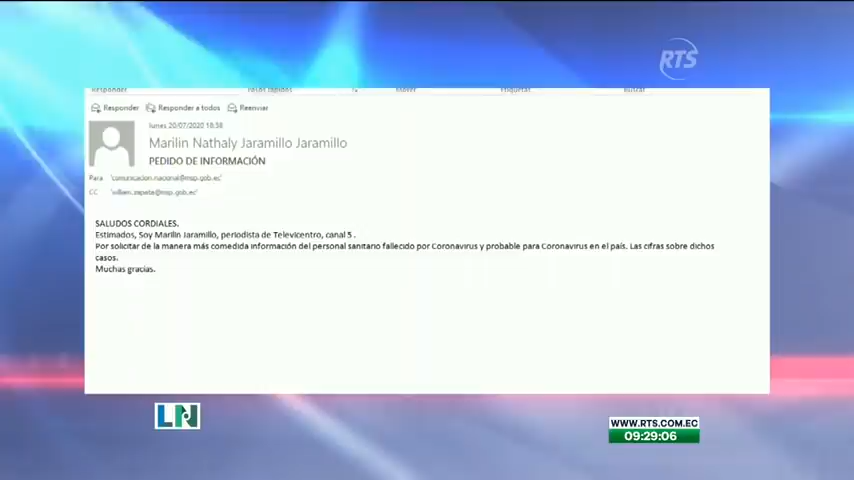 RTS
Responder
Responder a todos
Reenviar
lunes 20/07/2020 18:38
Marilin Nathaly Jaramillo Jaramillo
PEDIDO DE INFORMACIÓN
Para 'comunicacion.nacional@msp.gob.ec'
CC 'william.zapata@msp.gob.ec'
SALUDOS CORDIALES.
Estimados, Soy Marilin Jaramillo, periodista de Televicentro, canal 5 .
Por solicitar de la manera más comedida información del personal sanitario fallecido por Coronavirus y probable para Coronavirus en el país. Las cifras sobre dichos
casos.
Muchas gracias.
LN
WWW.RTS.COM.EC
09:29:06